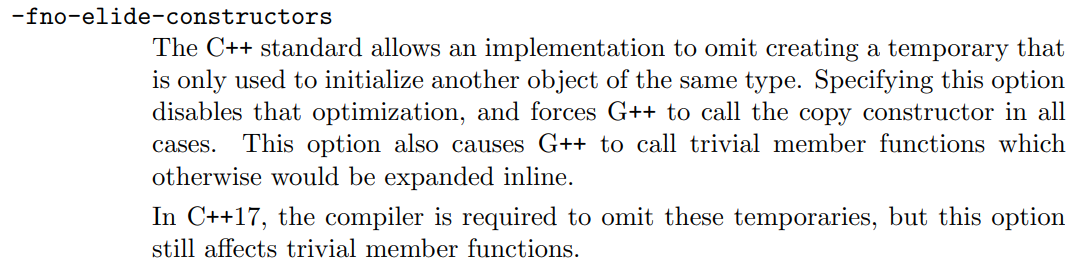 -fno-elide-constructors
The C++ standard allows an implementation to omit creating a temporary that
is only used to initialize another object of the same type. Specifying this option
disables that optimization, and forces G++ to call the copy constructor in all
cases. This option also causes G++ to call trivial member functions which
otherwise would be expanded inline.
In C++17, the compiler is required to omit these temporaries, but this option
still affects trivial member functions.